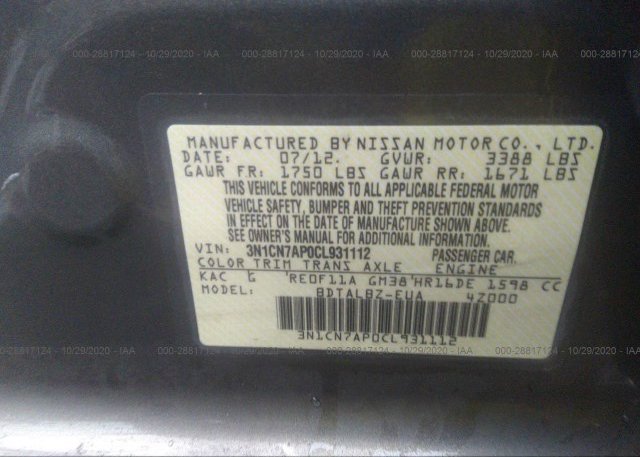 000-28817124 - 10/29/2020 - IAA
MANUFACTURED BY NISSAN MOTOR CO., LTD.
DATE: 07/12. GVWR: 3388 LBS
GAWR FR: 1750 LBS GAWR RR: 1671 LBS
THIS VEHICLE CONFORMS TO ALL APPLICABLE FEDERAL MOTOR
VEHICLE SAFETY, BUMPER AND THEFT PREVENTION STANDARDS
IN EFFECT ON THE DATE OF MANUFACTURE SHOWN ABOVE.
SEE OWNER'S MANUAL FOR ADDITIONAL INFORMATION.
VIN: 3N1CN7AP0CL931112 PASSENGER CAR.
COLOR TRIM TRANS AXLE ENGINE
KAC G RE0F11A GM38 HR16DE 1598 CC
MODEL: BDTALBZ-EUA 4Z000
3N1CN7AP0CL931112